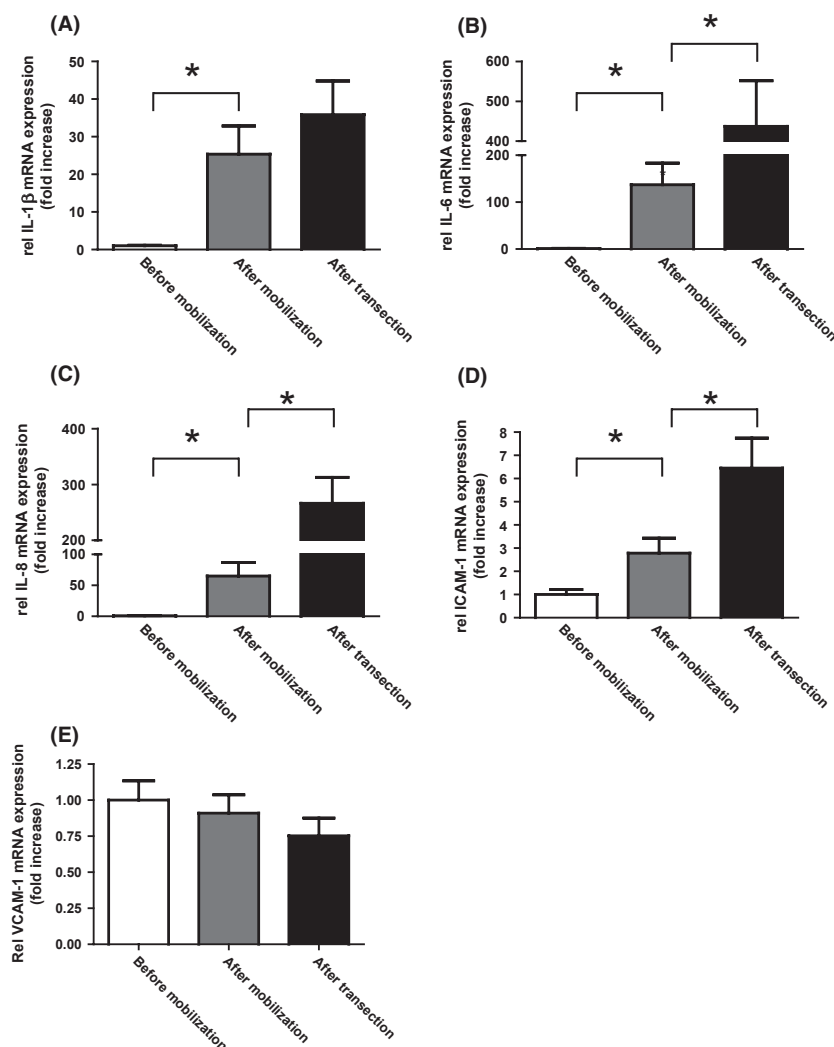 (A)
rel IL-1β mRNA expression
(fold increase)
50
40
30
20
10
0
*
Before mobilization
After mobilization
After transection
(B)
rel IL-6 mRNA expression
(fold increase)
600
500
400
200
100
0
*
*
*
Before mobilization
After mobilization
After transection
(C)
rel IL-8 mRNA expression
(fold increase)
400
300
200
100
50
0
*
*
Before mobilization
After mobilization
After transection
(D)
rel ICAM-1 mRNA expression
(fold increase)
8
7
6
5
4
3
2
1
0
*
*
Before mobilization
After mobilization
After transection
(E)
Rel VCAM-1 mRNA expression
(fold increase)
1.25
1.00
0.75
0.50
0.25
0.00
Before mobilization
After mobilization
After transection